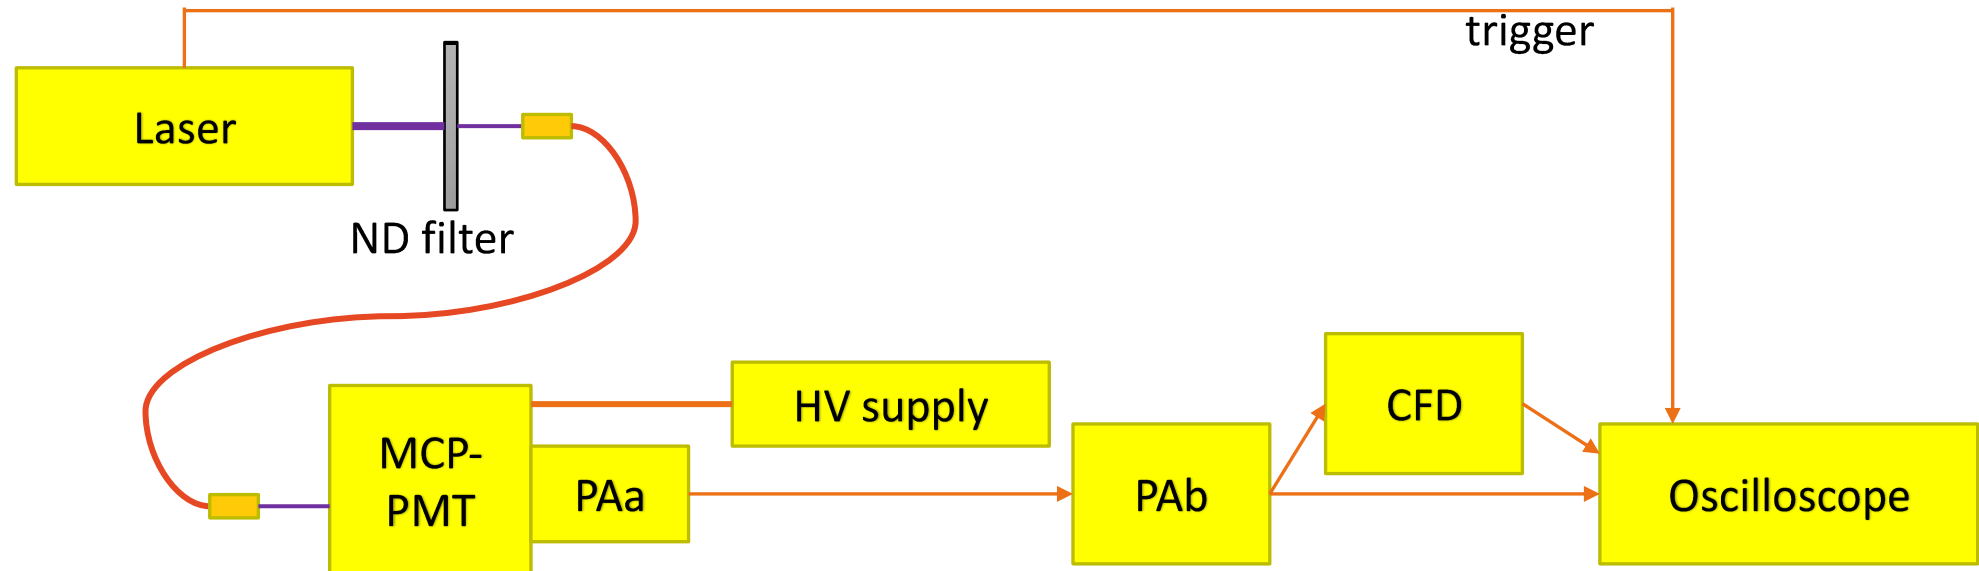 trigger
Laser
ND filter
HV supply
CFD
MCP-
PMT
PAa
PAb
Oscilloscope